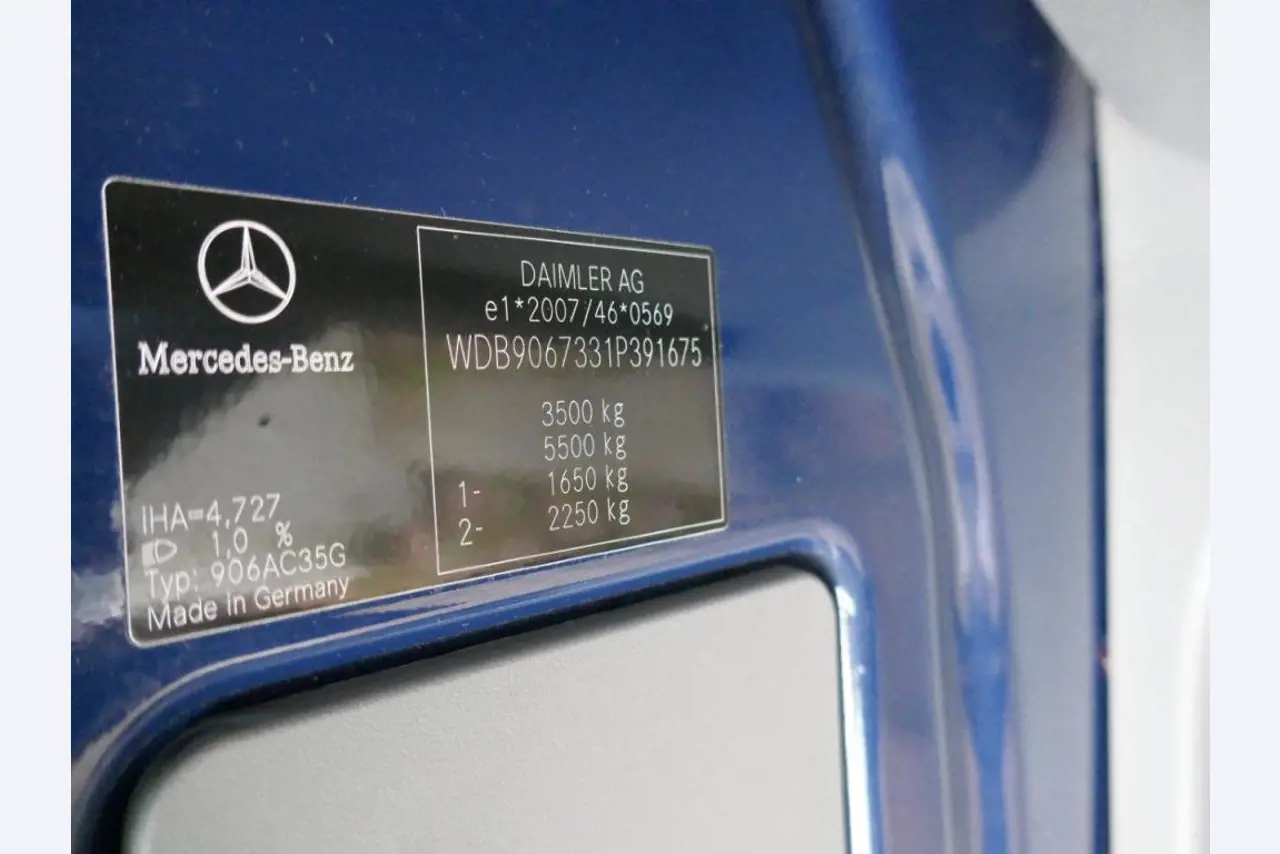 Mercedes-Benz
IHA=4,727
1,0 %
Typ: 906AC35G
Made in Germany
DAIMLER AG
e1*2007/46*0569
WDB9067331P391675
3500 kg
5500 kg
1- 1650 kg
2- 2250 kg